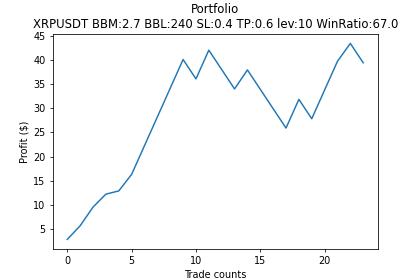 Portfolio
XRPUSDT BBM:2.7 BBL:240 SL:0.4 TP:0.6 lev:10 WinRatio:67.0
45
40
35
30
25
20
15
10
5
Profit ($)
0 5 10 15 20
Trade counts